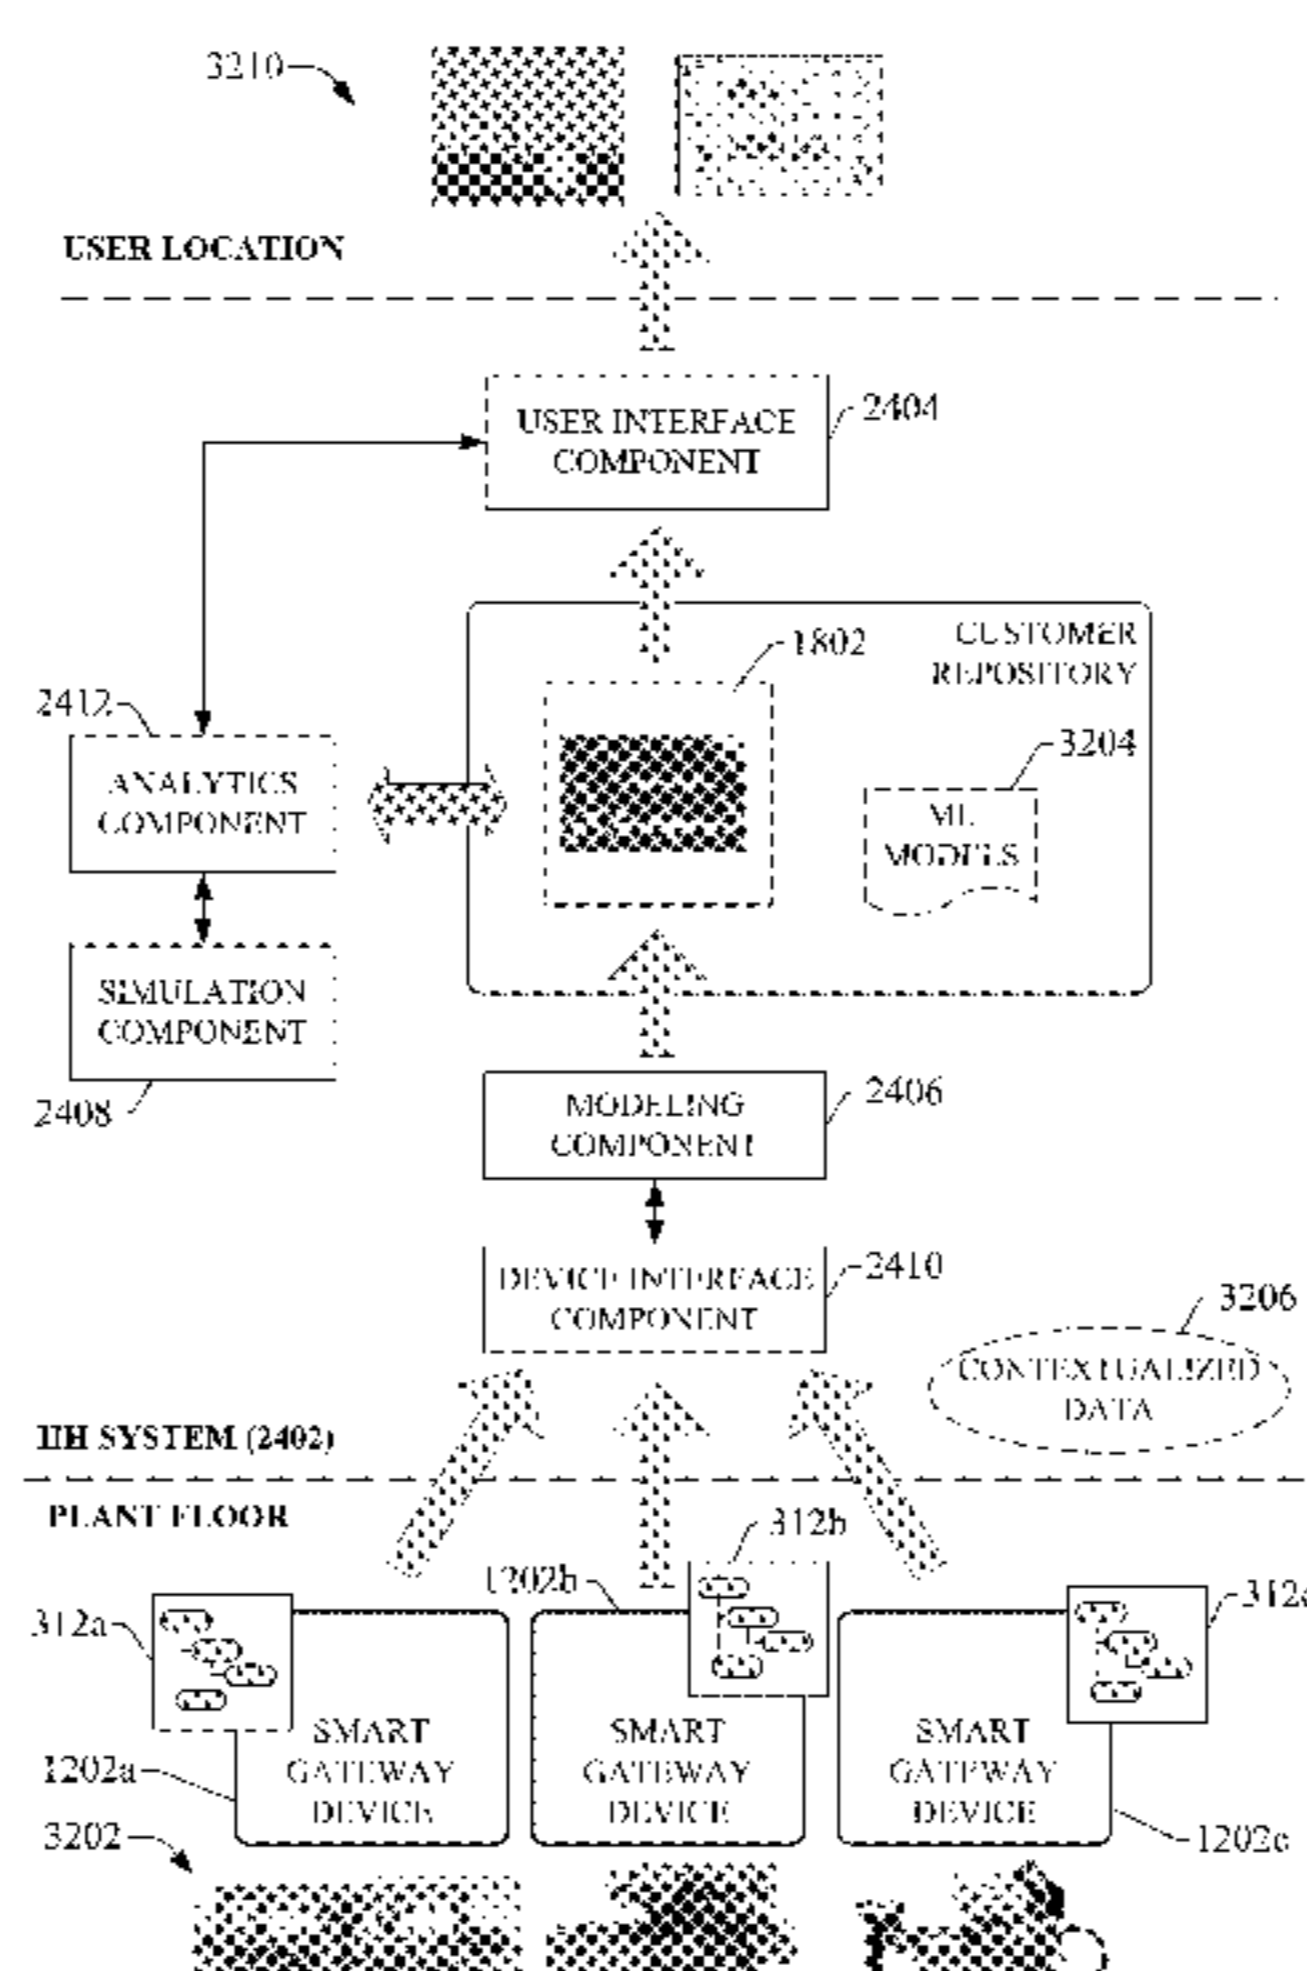 3210
USER LOCATION
USER INTERFACE
COMPONENT
2404
CUSTOMER
REPOSITORY
1802
3204
ML
MODELS
2412
ANALYTICS
COMPONENT
SIMULATION
COMPONENT
2408
MODELING
COMPONENT
2406
DEVICE INTERFACE
COMPONENT
2410
3206
CONTEXTUALIZED
DATA
IIH SYSTEM (2402)
PLANT FLOOR
312a
1202b
312b
312c
SMART
GATEWAY
DEVICE
SMART
GATEWAY
DEVICE
SMART
GATEWAY
DEVICE
1202a
3202
1202c